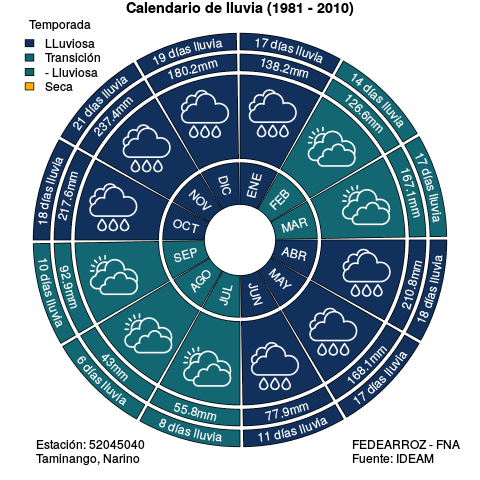 Calendario de lluvia (1981 - 2010)
Temporada
LLuviosa
Transición
- Lluviosa
Seca
17 días lluvia
138.2mm
ENE
14 días lluvia
126.6mm
FEB
17 días lluvia
167.1mm
MAR
18 días lluvia
210.8mm
ABR
17 días lluvia
168.1mm
MAY
11 días lluvia
77.9mm
JUN
8 días lluvia
55.8mm
JUL
6 días lluvia
43mm
AGO
10 días lluvia
92.9mm
SEP
18 días lluvia
217.6mm
OCT
21 días lluvia
237.4mm
NOV
19 días lluvia
180.2mm
DIC
Estación: 52045040
Taminango, Narino
FEDEARROZ - FNA
Fuente: IDEAM